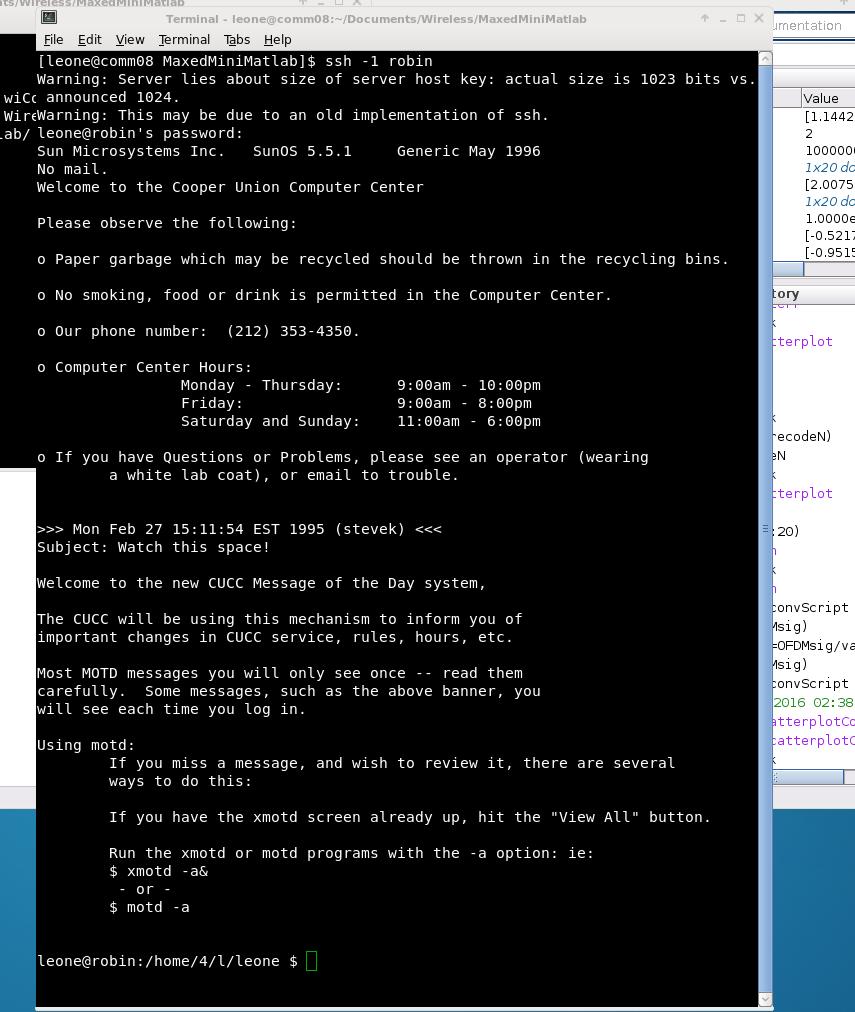 nts/Wireless/MaxedMiniMatlab
Terminal - leone@comm08:~/Documents/Wireless/MaxedMiniMatlab
File Edit View Terminal Tabs Help
[leone@comm08 MaxedMiniMatlab]$ ssh -1 robin
Warning: Server lies about size of server host key: actual size is 1023 bits vs.
announced 1024.
Warning: This may be due to an old implementation of ssh.
leone@robin's password:
Sun Microsystems Inc.   SunOS 5.5.1     Generic May 1996
No mail.
Welcome to the Cooper Union Computer Center
Please observe the following:
o Paper garbage which may be recycled should be thrown in the recycling bins.
o No smoking, food or drink is permitted in the Computer Center.
o Our phone number:  (212) 353-4350.
o Computer Center Hours:
Monday - Thursday:      9:00am - 10:00pm
Friday:                 9:00am - 8:00pm
Saturday and Sunday:    11:00am - 6:00pm
o If you have Questions or Problems, please see an operator (wearing
a white lab coat), or email to trouble.
>>> Mon Feb 27 15:11:54 EST 1995 (stevek) <<<
Subject: Watch this space!
Welcome to the new CUCC Message of the Day system,
The CUCC will be using this mechanism to inform you of
important changes in CUCC service, rules, hours, etc.
Most MOTD messages you will only see once -- read them
carefully.  Some messages, such as the above banner, you
will see each time you log in.
Using motd:
If you miss a message, and wish to review it, there are several
ways to do this:
If you have the xmotd screen already up, hit the "View All" button.
Run the xmotd or motd programs with the -a option: ie:
$ xmotd -a&
- or -
$ motd -a
leone@robin:/home/4/l/leone $
wiCo
Wire
lab/
umentation
Value
[1.1442
2
1000000
1x20 do
[2.0075
1x20 do
1.0000e
[-0.5217
[-0.9515
tory
k
tterplot
k
recodeN)
eN
k
tterplot
:20)
n
k
n
convScript
Msig)
=OFDMsig/va
Msig)
convScript
2016 02:38
atterplotCo
catterplotC
k